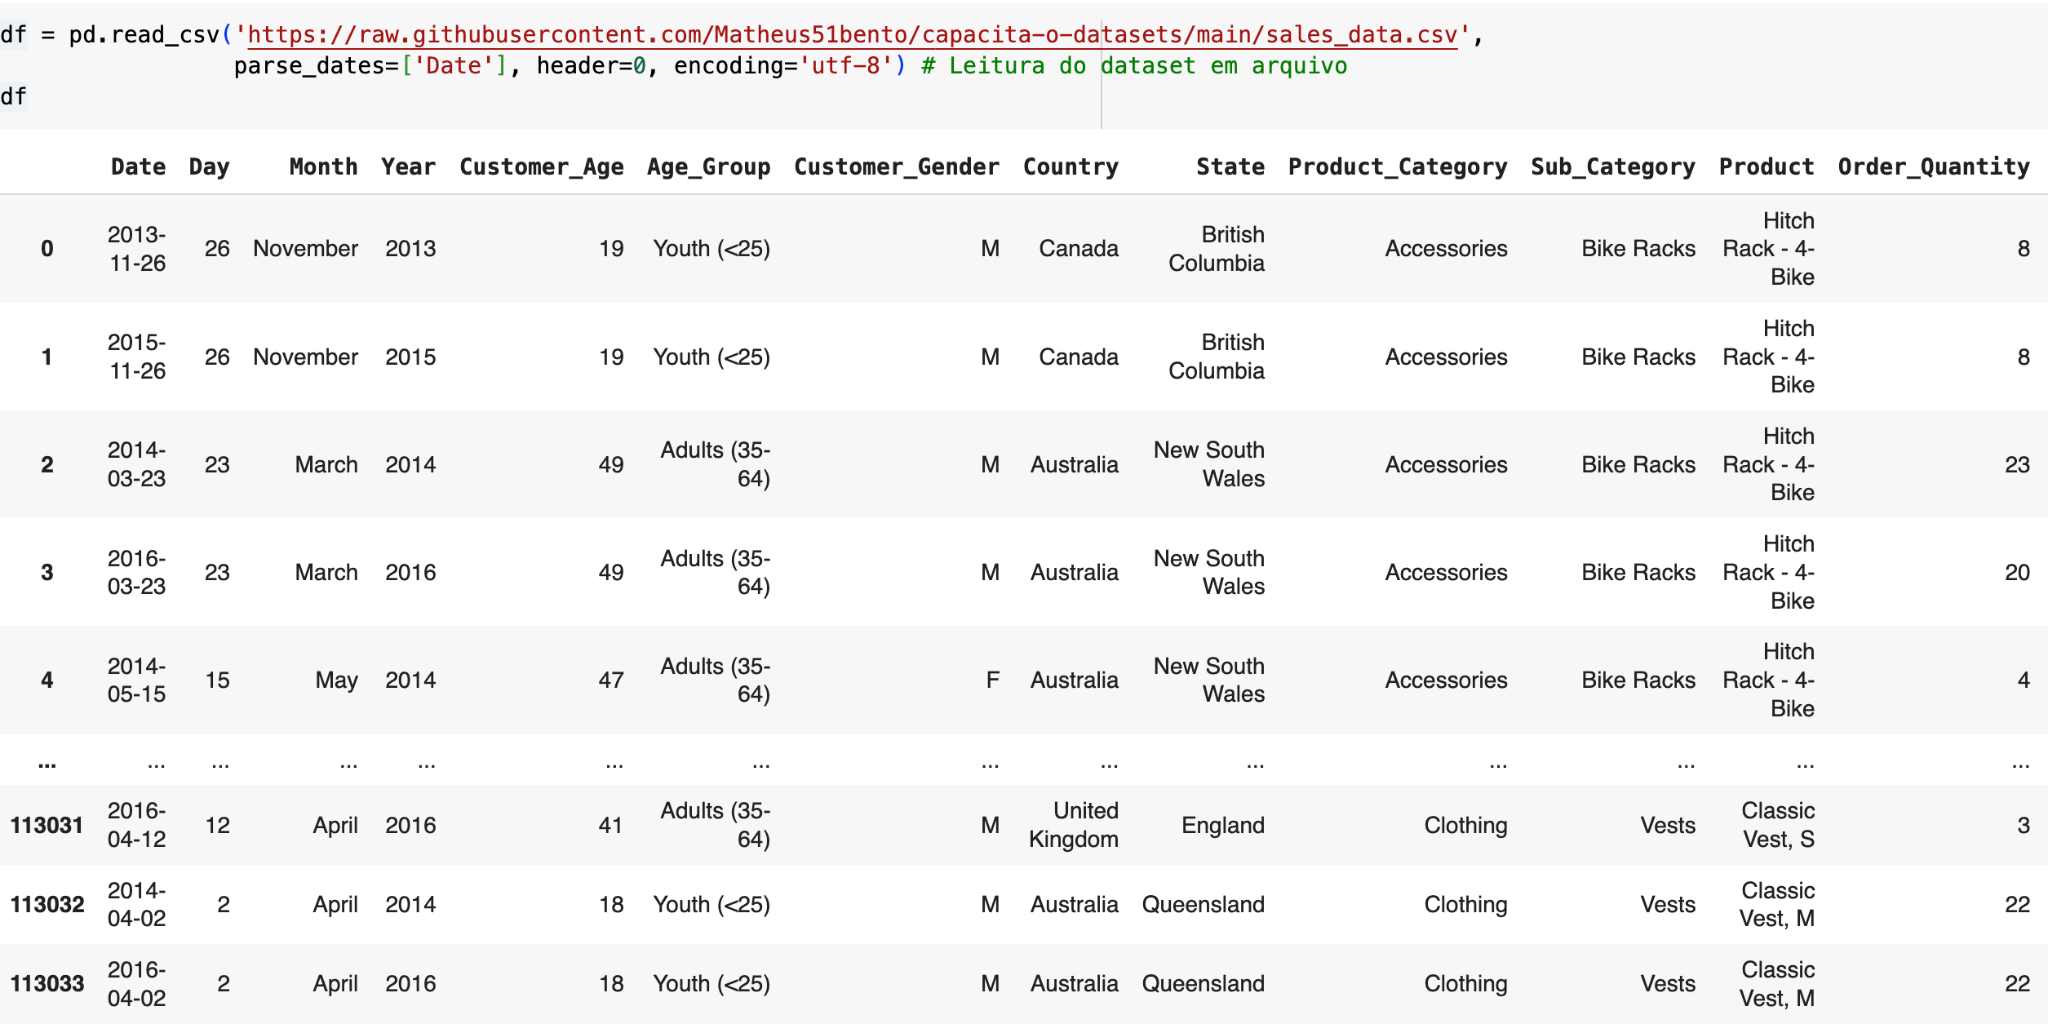 df = pd.read_csv('https://raw.githubusercontent.com/Matheus51bento/capacita-o-datasets/main/sales_data.csv',
parse_dates=['Date'], header=0, encoding='utf-8') # Leitura do dataset em arquivo
df
Date Day Month Year Customer_Age Age_Group Customer_Gender Country State Product_Category Sub_Category Product Order_Quantity
0 2013-11-26 26 November 2013 19 Youth (<25) M Canada British Columbia Accessories Bike Racks Hitch Rack - 4-Bike 8
1 2015-11-26 26 November 2015 19 Youth (<25) M Canada British Columbia Accessories Bike Racks Hitch Rack - 4-Bike 8
2 2014-03-23 23 March 2014 49 Adults (35-64) M Australia New South Wales Accessories Bike Racks Hitch Rack - 4-Bike 23
3 2016-03-23 23 March 2016 49 Adults (35-64) M Australia New South Wales Accessories Bike Racks Hitch Rack - 4-Bike 20
4 2014-05-15 15 May 2014 47 Adults (35-64) F Australia New South Wales Accessories Bike Racks Hitch Rack - 4-Bike 4
... ... ... ... ... ... ... ... ... ... ... ... ... ...
113031 2016-04-12 12 April 2016 41 Adults (35-64) M United Kingdom England Clothing Vests Classic Vest, S 3
113032 2014-04-02 2 April 2014 18 Youth (<25) M Australia Queensland Clothing Vests Classic Vest, M 22
113033 2016-04-02 2 April 2016 18 Youth (<25) M Australia Queensland Clothing Vests Classic Vest, M 22